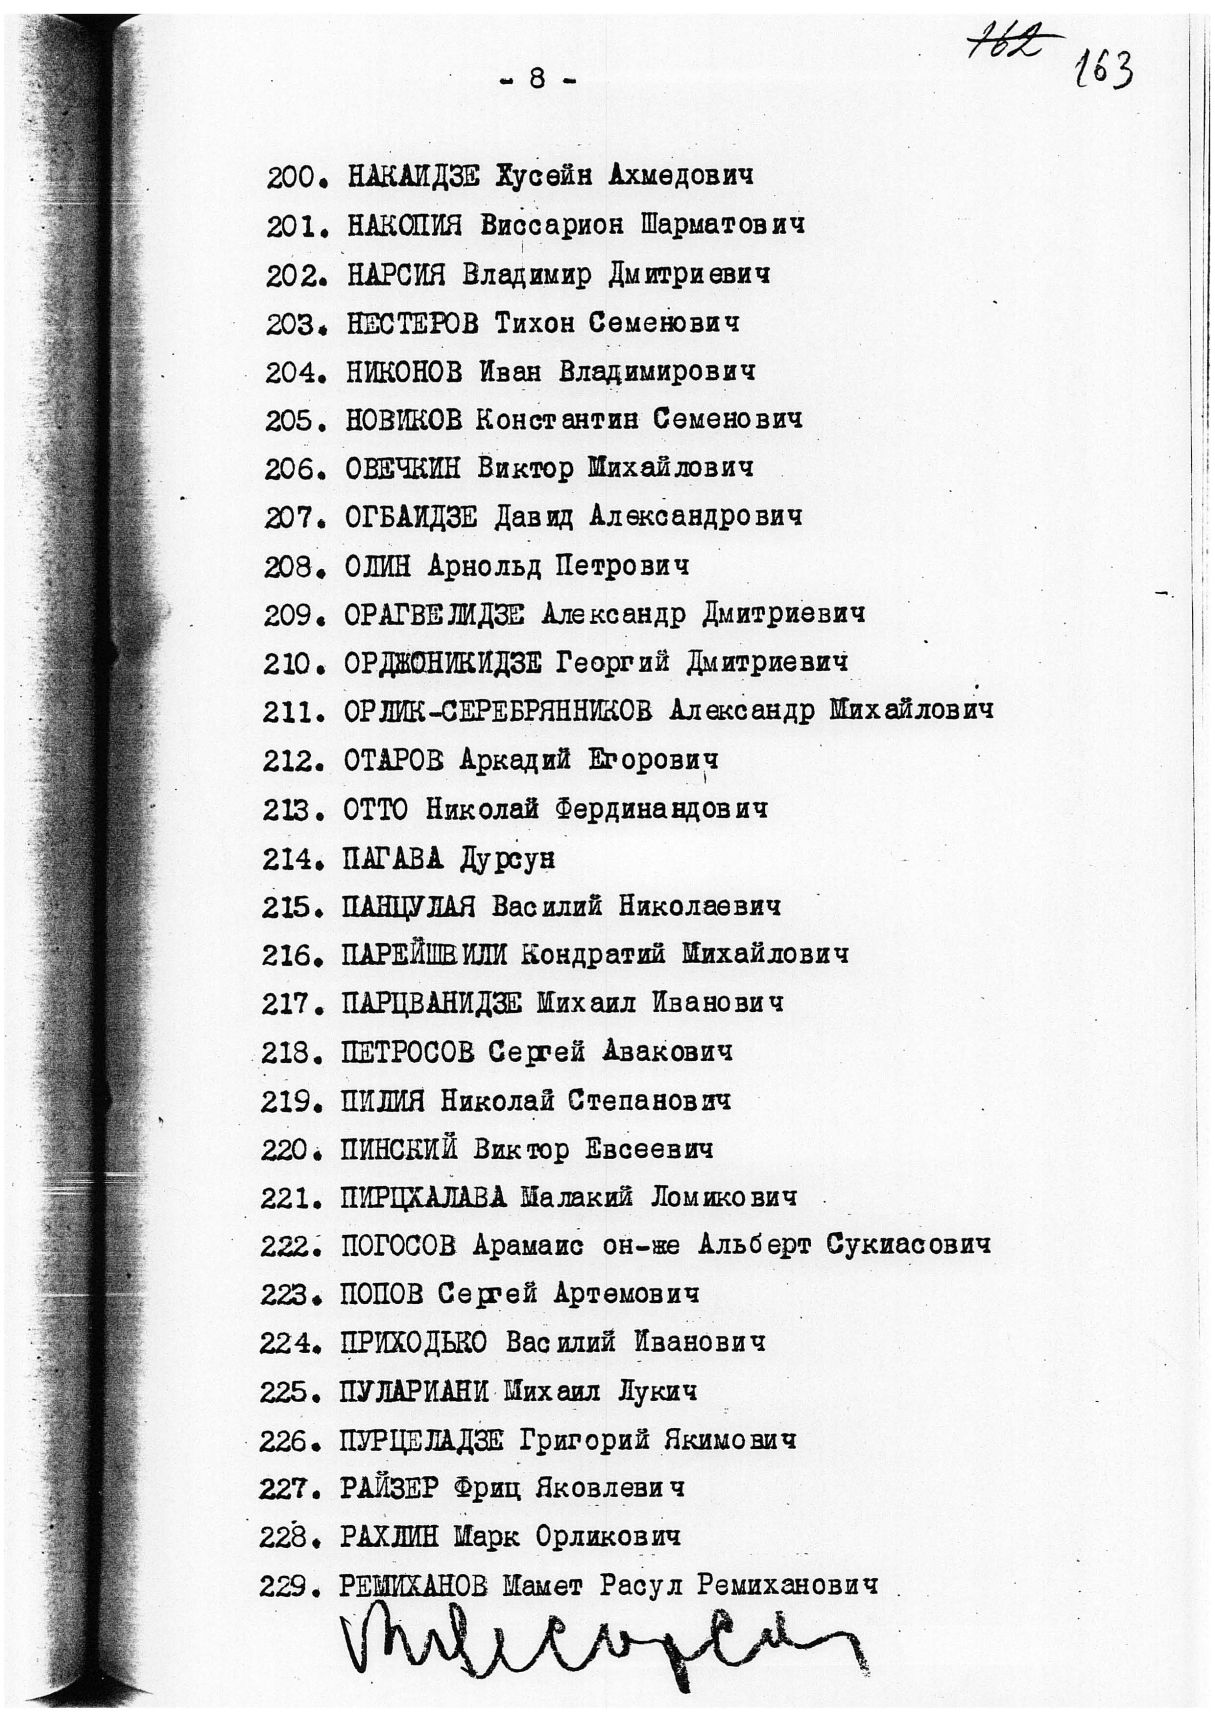 162
163
- 8 -
200. НАКАИДЗЕ Хусейн Ахмедович
201. НАКОПИЯ Виссарион Шарматович
202. НАРСИЯ Владимир Дмитриевич
203. НЕСТЕРОВ Тихон Семенович
204. НИКОНОВ Иван Владимирович
205. НОВИКОВ Константин Семенович
206. ОВЕЧКИН Виктор Михайлович
207. ОГБАИДЗЕ Давид Александрович
208. ОЛИН Арнольд Петрович
209. ОРАГВЕЛИДЗЕ Александр Дмитриевич
210. ОРДЖОНИКИДЗЕ Георгий Дмитриевич
211. ОРЛИК-СЕРЕБРЯННИКОВ Александр Михайлович
212. ОТАРОВ Аркадий Егорович
213. ОТТО Николай Фердинандович
214. ПАГАВА Дурсун
215. ПАНЦУЛАЯ Василий Николаевич
216. ПАРЕЙШВИЛИ Кондратий Михайлович
217. ПАРЦВАНИДЗЕ Михаил Иванович
218. ПЕТРОСОВ Сергей Авакович
219. ПИЛИЯ Николай Степанович
220. ПИНСКИЙ Виктор Евсеевич
221. ПИРЦХАЛАВА Малакий Ломикович
222. ПОГОСОВ Арамаис он-же Альберт Сукиасович
223. ПОПОВ Сергей Артемович
224. ПРИХОДЬКО Василий Иванович
225. ПУЛАРИАНИ Михаил Лукич
226. ПУРЦЕЛАДЗЕ Григорий Якимович
227. РАЙЗЕР Фриц Яковлевич
228. РАХЛИН Марк Орликович
229. РЕМИХАНОВ Мамет Расул Ремиханович